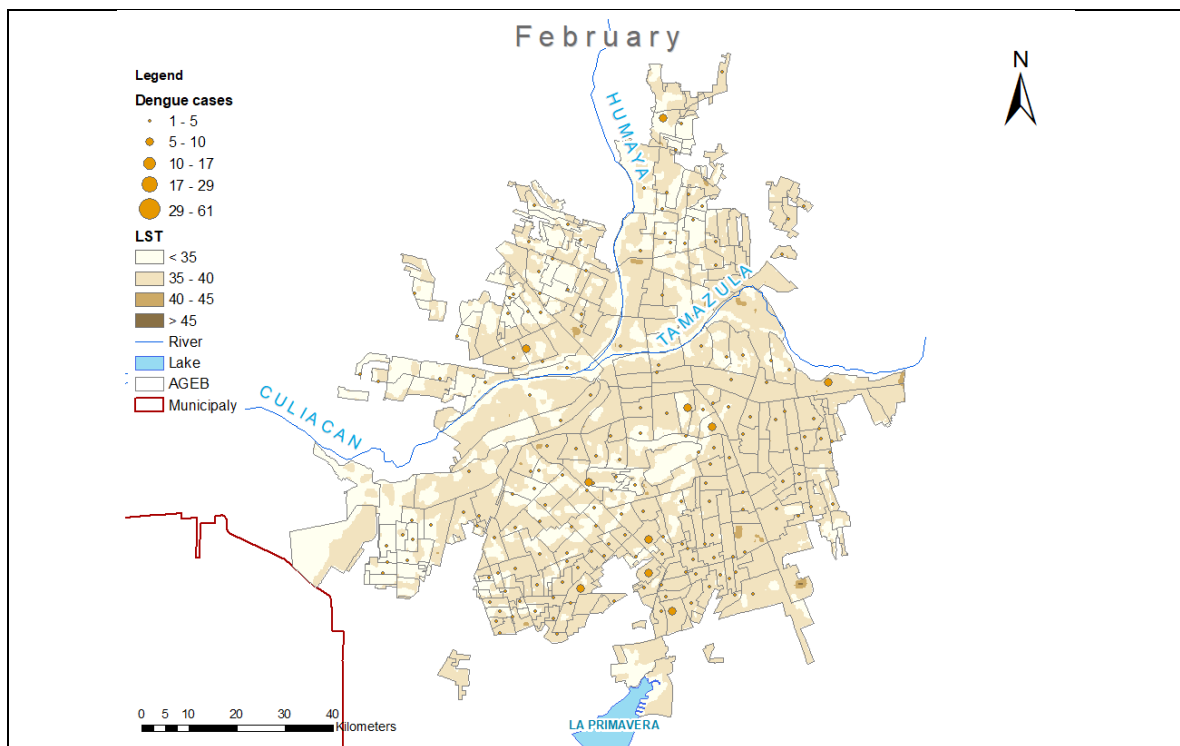 February
Legend
Dengue cases
1 - 5
5 - 10
10 - 17
17 - 29
29 - 61
LST
< 35
35 - 40
40 - 45
> 45
River
Lake
AGEB
Municipaly
N
HUMAYA
TAMAZULA
CULIACAN
LA PRIMAVERA
0 5 10 20 30 40
Kilometers